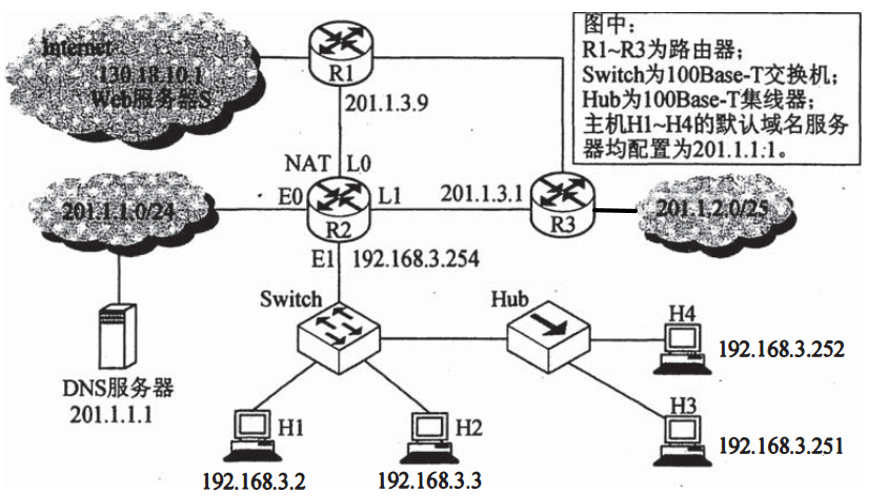 Internet
130.18.10.1
Web服务器S
R1
201.1.3.9
图中：
R1~R3为路由器；
Switch为100Base-T交换机；
Hub为100Base-T集线器；
主机H1~H4的默认域名服务
器均配置为201.1.1.1。
NAT L0
201.1.1.0/24
E0
L1
R2
201.1.3.1
R3
201.1.2.0/25
E1 192.168.3.254
Switch
Hub
DNS服务器
201.1.1.1
H4
192.168.3.252
H3
192.168.3.251
H1
192.168.3.2
H2
192.168.3.3